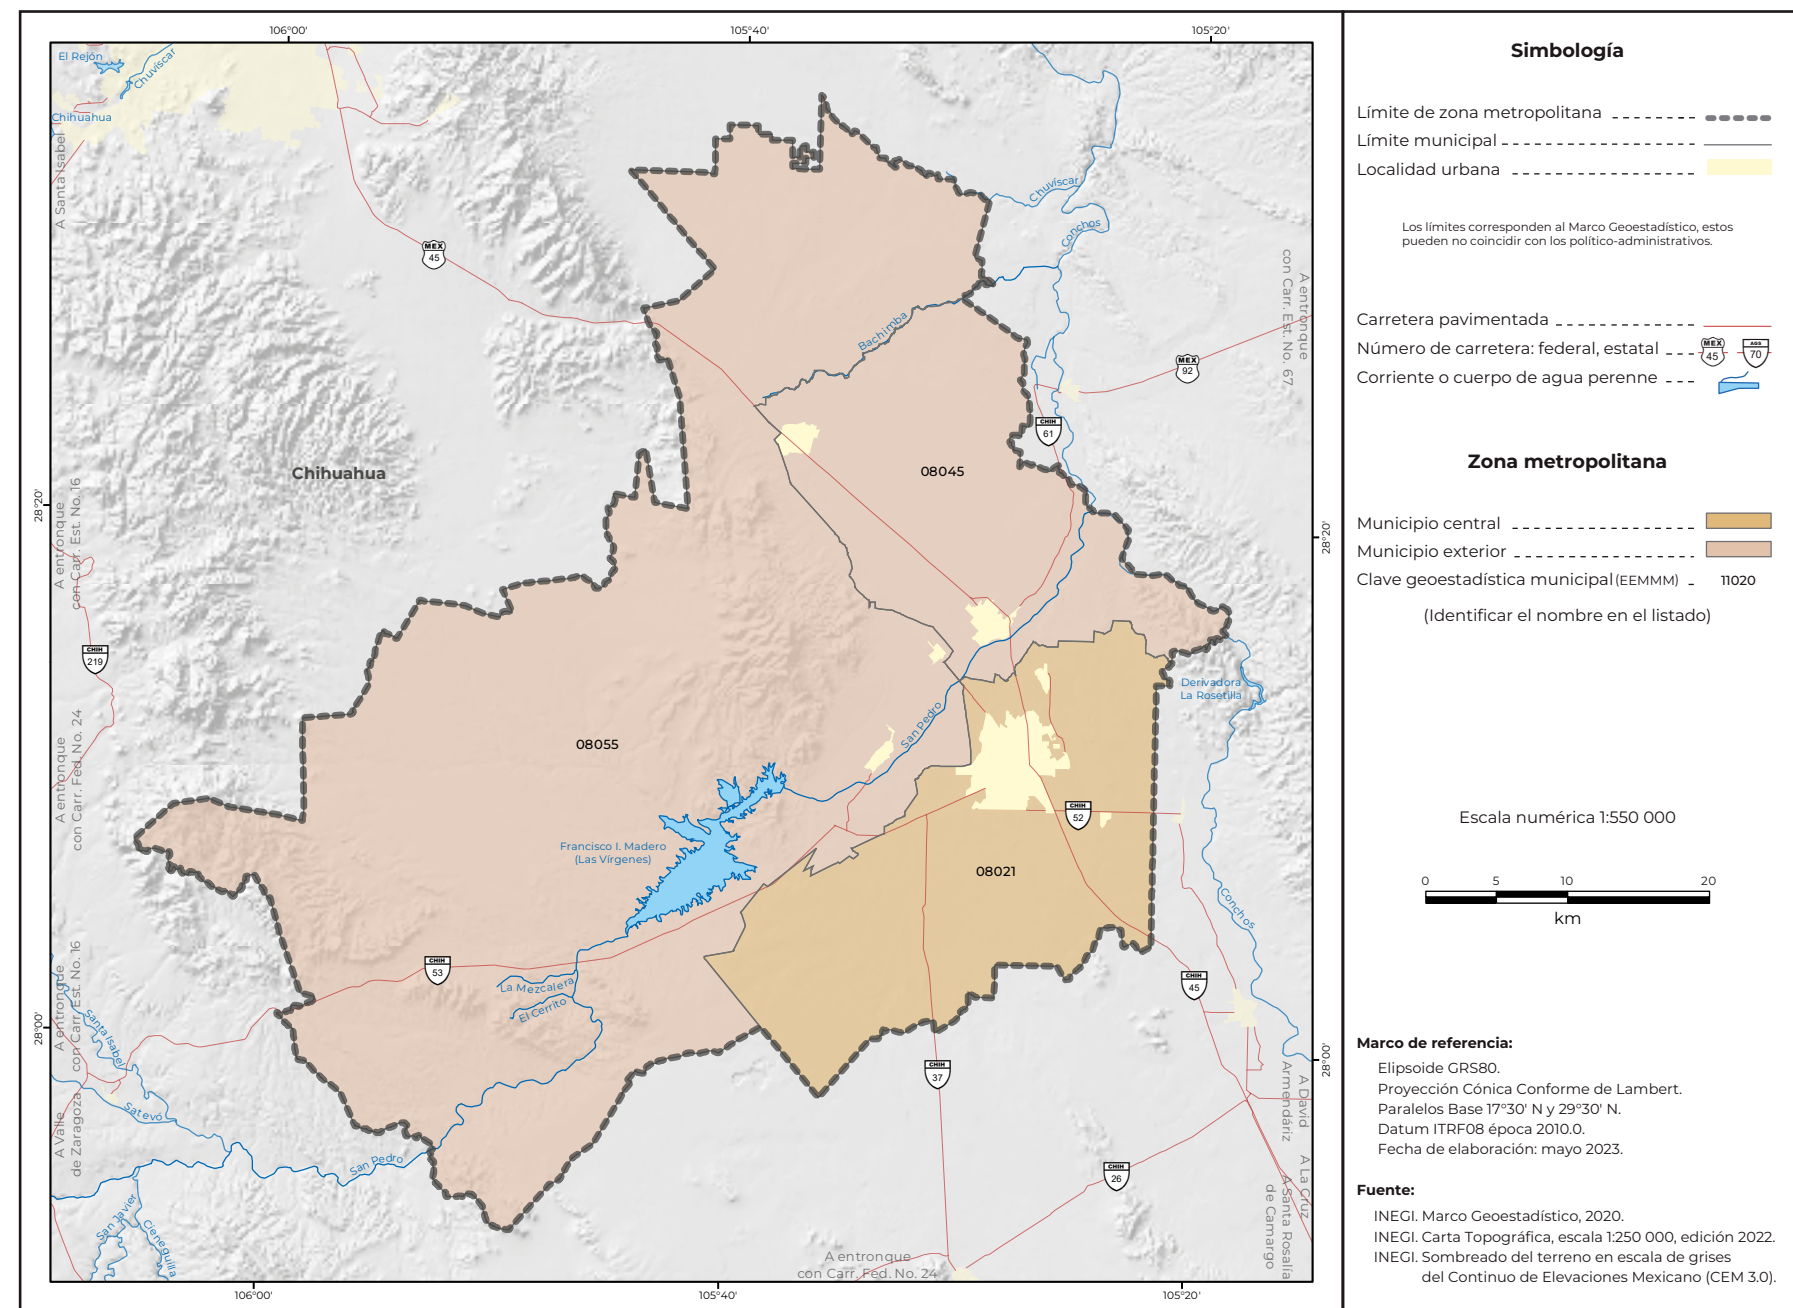 106°00'
105°40'
105°20'
El Rejón
Chuvíscar
Chihuahua
A Santa Isabel
MEX
45
Chuvíscar
Conchos
A entronque
con Carr. Est. No. 67
Bachimba
MEX
92
CHIH
61
Chihuahua
08045
28°20'
28°20'
A entronque
con Carr. Est. No. 16
CHIH
219
Derivadora
La Rosetilla
San Pedro
08055
A entronque
con Carr. Fed. No. 24
CHIH
52
Francisco I. Madero
(Las Vírgenes)
08021
Conchos
CHIH
53
La Mezcalera
El Cerrito
CHIH
45
A entronque
con Carr. Est. No. 16
Santa Isabel
28°00'
28°00'
CHIH
37
A David
Armendáriz
Satevó
A Valle
de Zaragoza
San Pedro
CHIH
26
A La Cruz
A Santa Rosalía
de Camargo
San Javier
Cieneguilla
A entronque
con Carr. Fed. No. 24
106°00'
105°40'
105°20'
Simbología
Límite de zona metropolitana
Límite municipal
Localidad urbana
Los límites corresponden al Marco Geoestadístico, estos
pueden no coincidir con los político-administrativos.
Carretera pavimentada
Número de carretera: federal, estatal
MEX
45
AGS
70
Corriente o cuerpo de agua perenne
Zona metropolitana
Municipio central
Municipio exterior
Clave geoestadística municipal (EEMMM) 11020
(Identificar el nombre en el listado)
Escala numérica 1:550 000
0 5 10 20
km
Marco de referencia:
Elipsoide GRS80.
Proyección Cónica Conforme de Lambert.
Paralelos Base 17°30' N y 29°30' N.
Datum ITRF08 época 2010.0.
Fecha de elaboración: mayo 2023.
Fuente:
INEGI. Marco Geoestadístico, 2020.
INEGI. Carta Topográfica, escala 1:250 000, edición 2022.
INEGI. Sombreado del terreno en escala de grises
del Continuo de Elevaciones Mexicano (CEM 3.0).